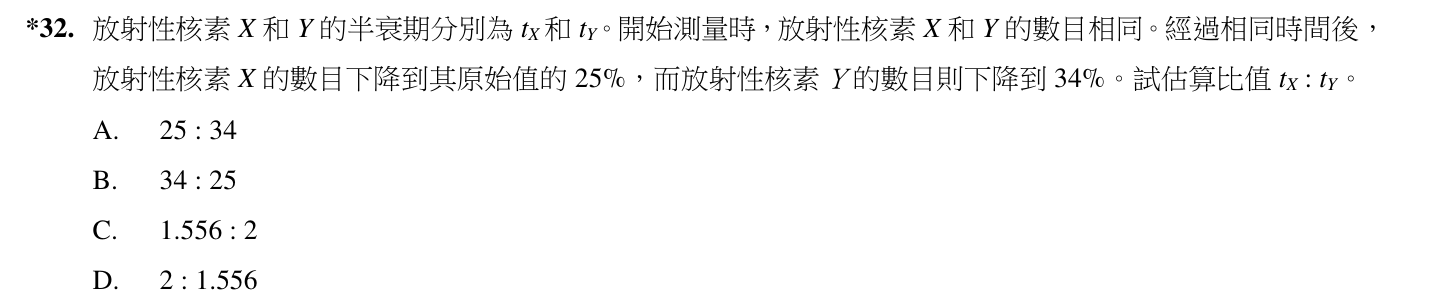 *32. 放射性核素 X 和 Y 的半衰期分別為 tX 和 tY。開始測量時，放射性核素 X 和 Y 的數目相同。經過相同時間後，
放射性核素 X 的數目下降到其原始值的 25%，而放射性核素 Y 的數目則下降到 34%。試估算比值 tX : tY。
A. 25 : 34
B. 34 : 25
C. 1.556 : 2
D. 2 : 1.556